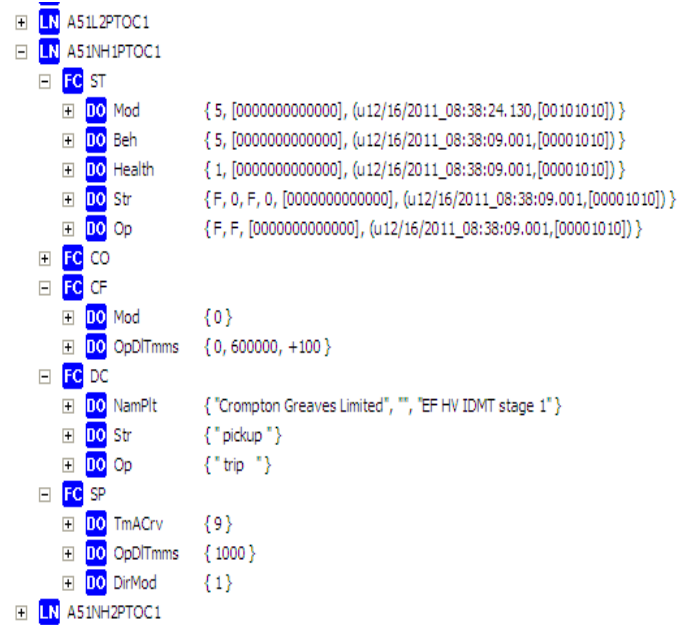 LN A51L2PTOC1
LN A51NH1PTOC1
FC ST
DO Mod { 5, [0000000000000], (u12/16/2011_08:38:24.130,[00101010]) }
DO Beh { 5, [0000000000000], (u12/16/2011_08:38:09.001,[00001010]) }
DO Health { 1, [0000000000000], (u12/16/2011_08:38:09.001,[00001010]) }
DO Str { F, 0, F, 0, [0000000000000], (u12/16/2011_08:38:09.001,[00001010]) }
DO Op { F, F, [0000000000000], (u12/16/2011_08:38:09.001,[00001010]) }
FC CO
FC CF
DO Mod { 0 }
DO OpDlTmms { 0, 600000, +100 }
FC DC
DO NamPlt { "Crompton Greaves Limited", "", "EF HV IDMT stage 1" }
DO Str { " pickup " }
DO Op { " trip " }
FC SP
DO TmACrv { 9 }
DO OpDlTmms { 1000 }
DO DirMod { 1 }
LN A51NH2PTOC1